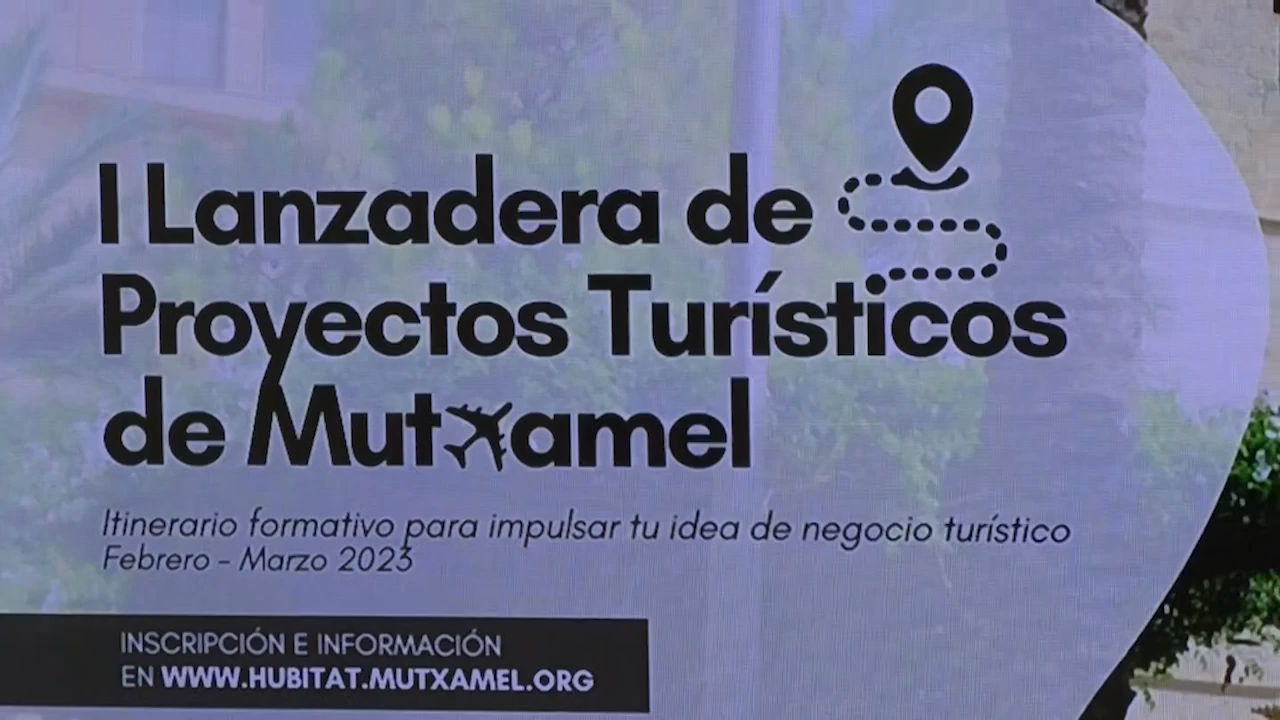 I Lanzadera de
Proyectos Turísticos
de Mutxamel
Itinerario formativo para impulsar tu idea de negocio turístico
Febrero - Marzo 2023
INSCRIPCIÓN E INFORMACIÓN
EN WWW.HUBITAT.MUTXAMEL.ORG